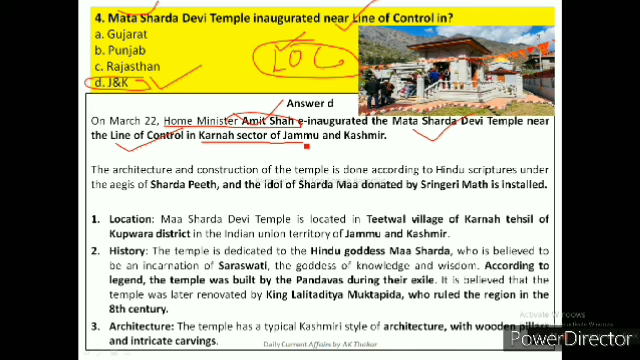 4. Mata Sharda Devi Temple inaugurated near Line of Control in?
a. Gujarat
b. Punjab
c. Rajasthan
d. J&K
LOC
Answer d
On March 22, Home Minister Amit Shah e-inaugurated the Mata Sharda Devi Temple near
the Line of Control in Karnah sector of Jammu and Kashmir.
The architecture and construction of the temple is done according to Hindu scriptures under
the aegis of Sharda Peeth, and the idol of Sharda Maa donated by Sringeri Math is installed.
1. Location: Maa Sharda Devi Temple is located in Teetwal village of Karnah tehsil of
Kupwara district in the Indian union territory of Jammu and Kashmir.
2. History: The temple is dedicated to the Hindu goddess Maa Sharda, who is believed to
be an incarnation of Saraswati, the goddess of knowledge and wisdom. According to
legend, the temple was built by the Pandavas during their exile. It is believed that the
temple was later renovated by King Lalitaditya Muktapida, who ruled the region in the
8th century.
3. Architecture: The temple has a typical Kashmiri style of architecture, with wooden pillars
and intricate carvings.
Activate Windows
PowerDirector
Daily Current Affairs by AK Thakur